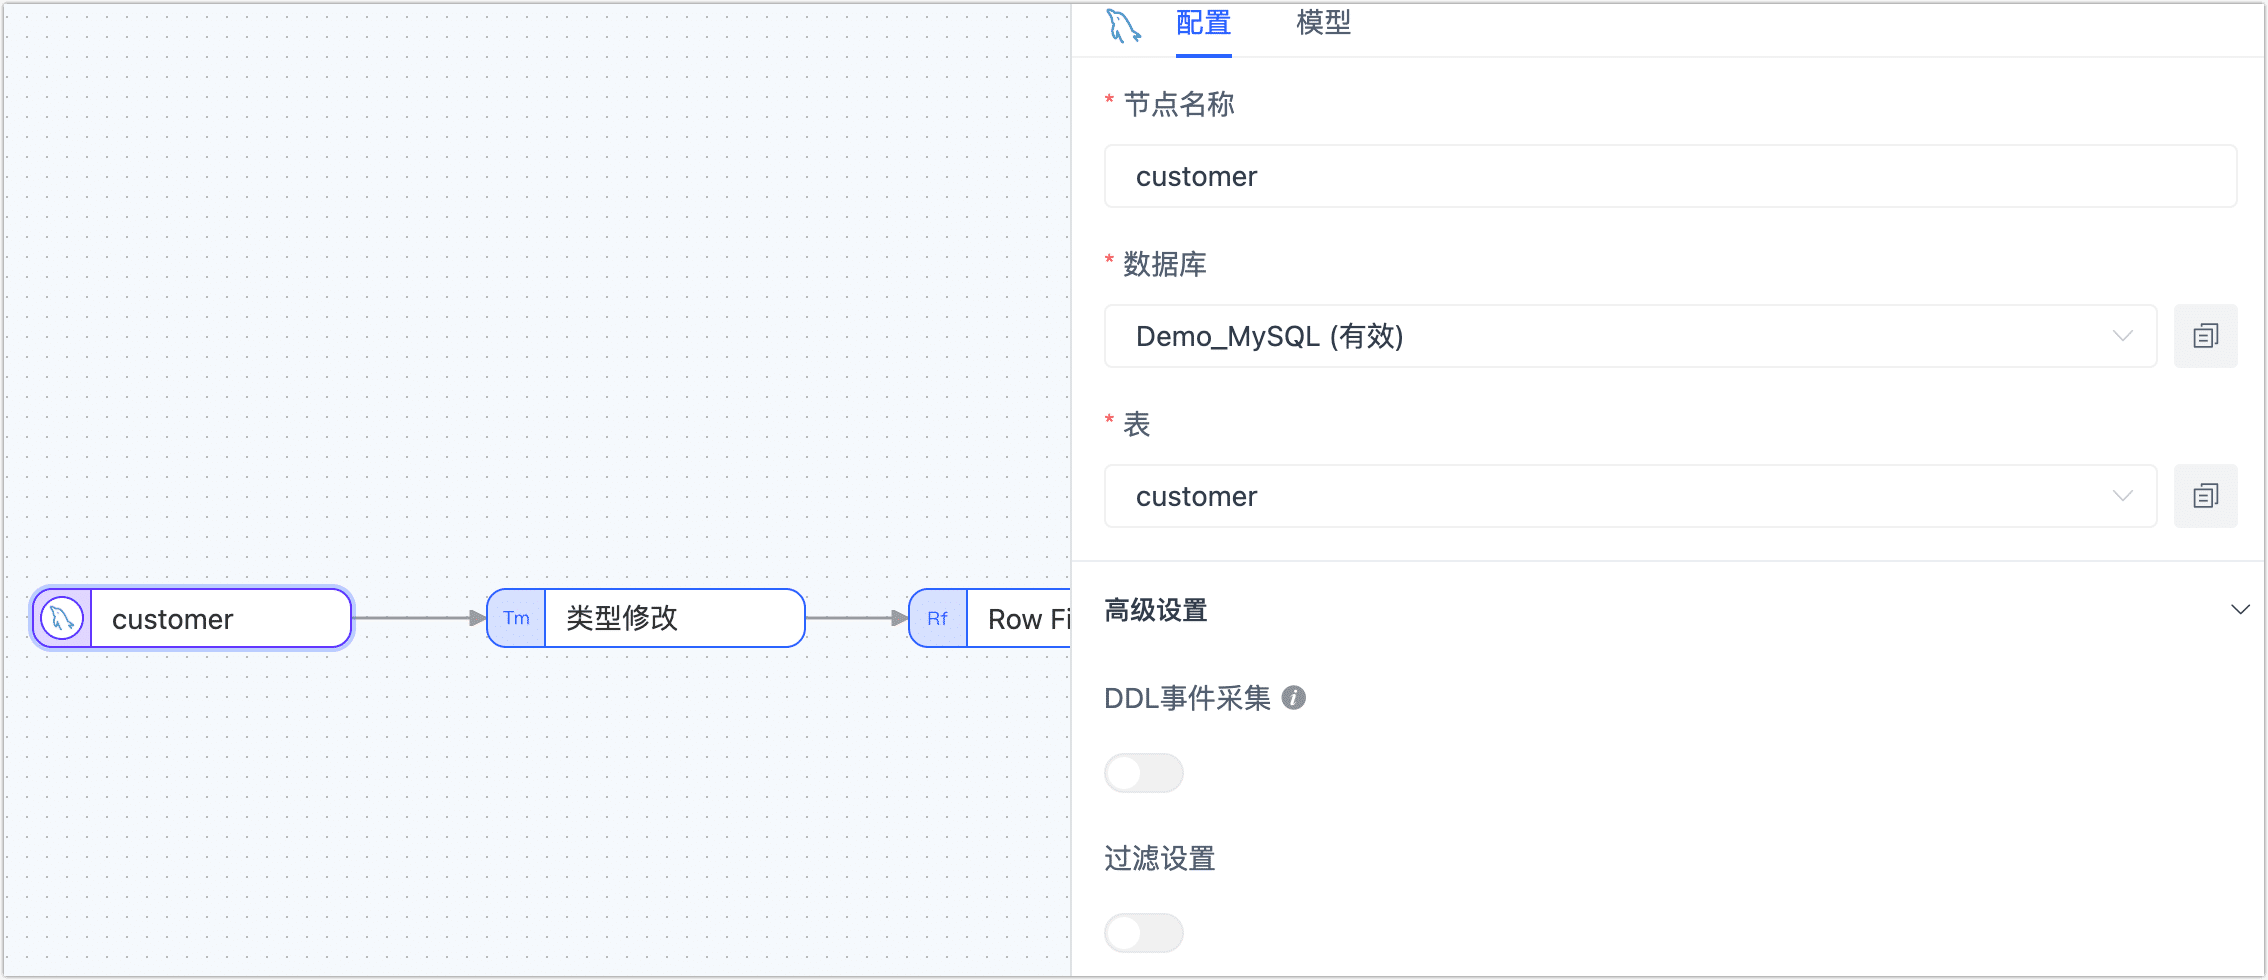 配置 模型
* 节点名称
customer
* 数据库
Demo_MySQL (有效)
* 表
customer
customer
Tm 类型修改
Rf Row Fi
高级设置
DDL事件采集
过滤设置